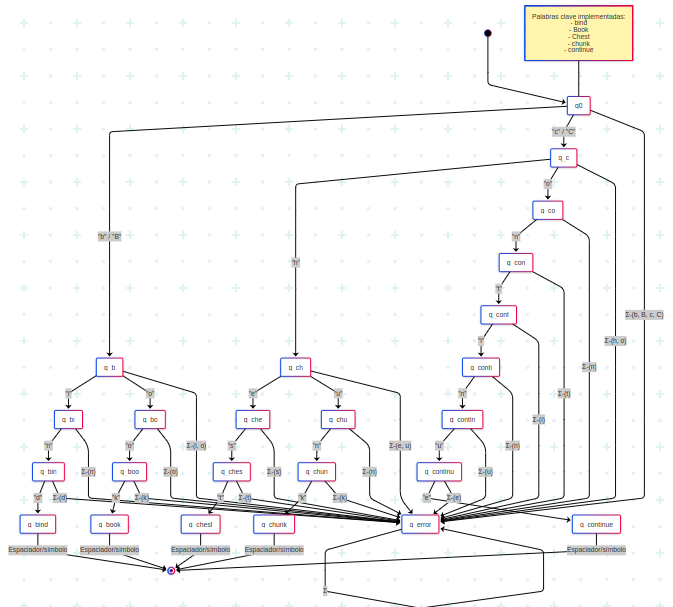 Palabras clave implementadas:
- bind
- Book
- Chest
- chunk
- continue
q0
"c" / "C"
q_c
"o"
q_co
"b" / "B"
"n"
"h"
q_con
"t"
q_cont
Σ-(b, B, c, C)
"i"
Σ-(h, o)
q_b
q_ch
q_conti
Σ-(n)
"i"
"o"
"e"
"u"
"n"
Σ-(t)
q_bi
q_bo
q_che
q_chu
q_contin
Σ-(i)
"n"
"o"
Σ-(i, o)
"s"
"n"
Σ-(e, u)
"u"
Σ-(n)
q_bin
Σ-(n)
q_boo
Σ-(o)
q_ches
Σ-(s)
q_chun
Σ-(n)
q_continu
Σ-(u)
"d"
Σ-(d)
"k"
Σ-(k)
"t"
Σ-(t)
"k"
Σ-(k)
"e"
Σ-(e)
q_bind
q_book
q_chest
q_chunk
q_error
q_continue
Espaciador/símbolo
Espaciador/símbolo
Espaciador/símbolo
Espaciador/símbolo
Espaciador/símbolo
Σ